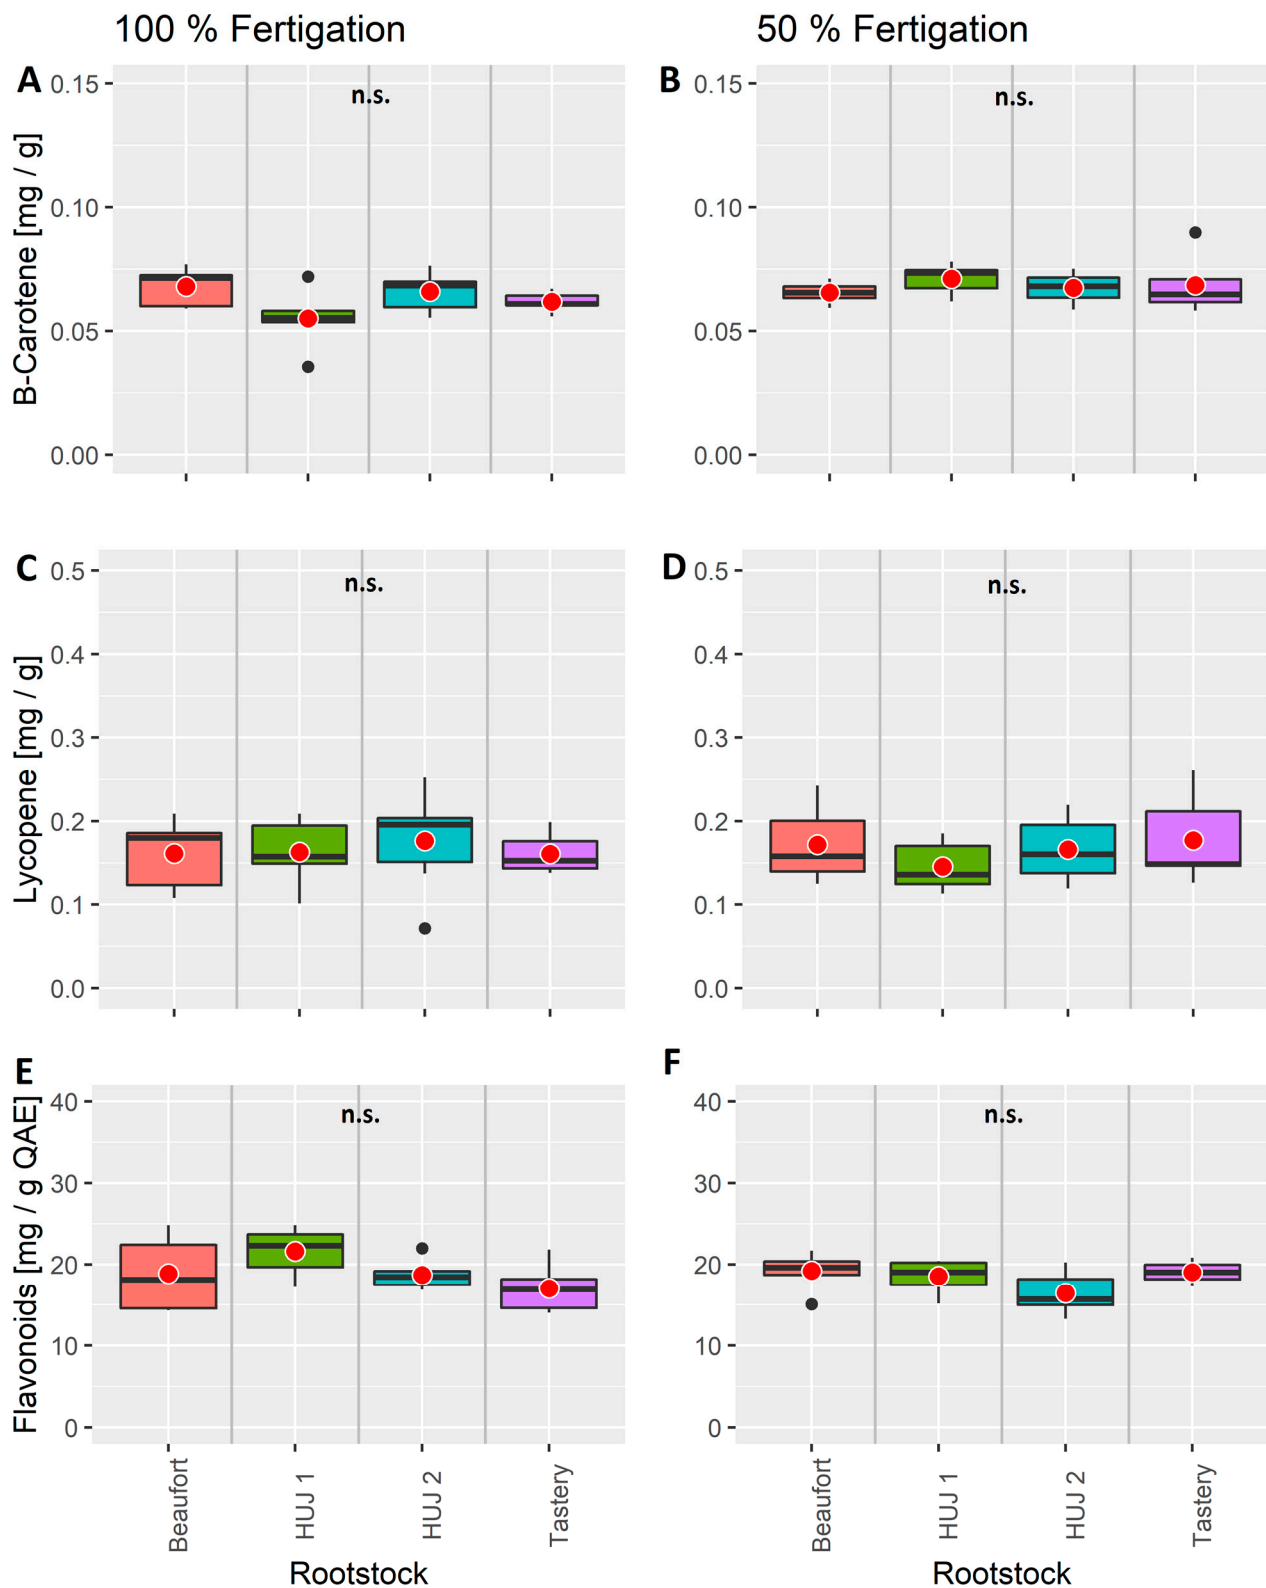 100 % Fertigation
50 % Fertigation
A
B-Carotene [mg / g]
0.15
0.10
0.05
0.00
n.s.
B
0.15
0.10
0.05
0.00
n.s.
C
Lycopene [mg / g]
0.5
0.4
0.3
0.2
0.1
0.0
n.s.
D
0.5
0.4
0.3
0.2
0.1
0.0
n.s.
E
Flavonoids [mg / g QAE]
40
30
20
10
0
n.s.
Beaufort
HUJ 1
HUJ 2
Tastery
Rootstock
F
40
30
20
10
0
n.s.
Beaufort
HUJ 1
HUJ 2
Tastery
Rootstock